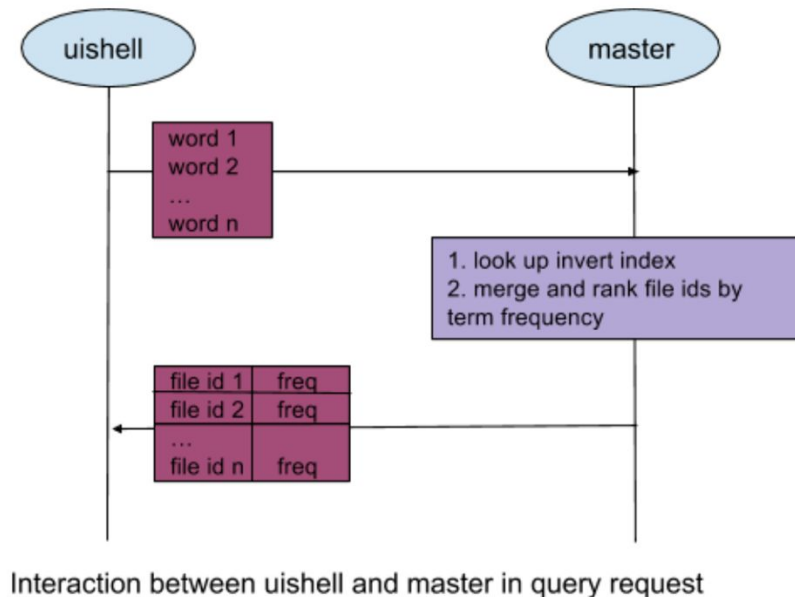 uishell
master
word 1
word 2
…
word n
1. look up invert index
2. merge and rank file ids by
term frequency
file id 1 freq
file id 2 freq
…
file id n freq
Interaction between uishell and master in query request